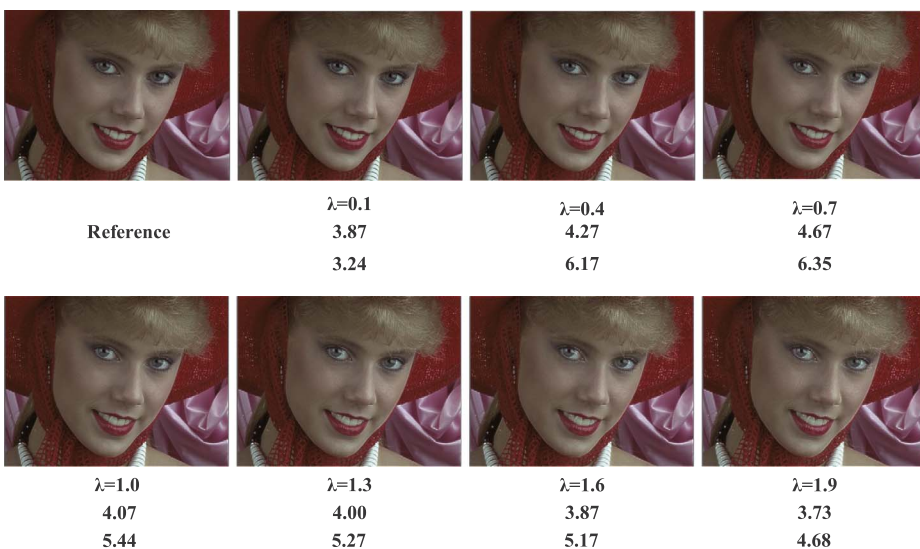 λ=0.1 λ=0.4 λ=0.7
Reference 3.87 4.27 4.67
3.24 6.17 6.35
λ=1.0 λ=1.3 λ=1.6 λ=1.9
4.07 4.00 3.87 3.73
5.44 5.27 5.17 4.68